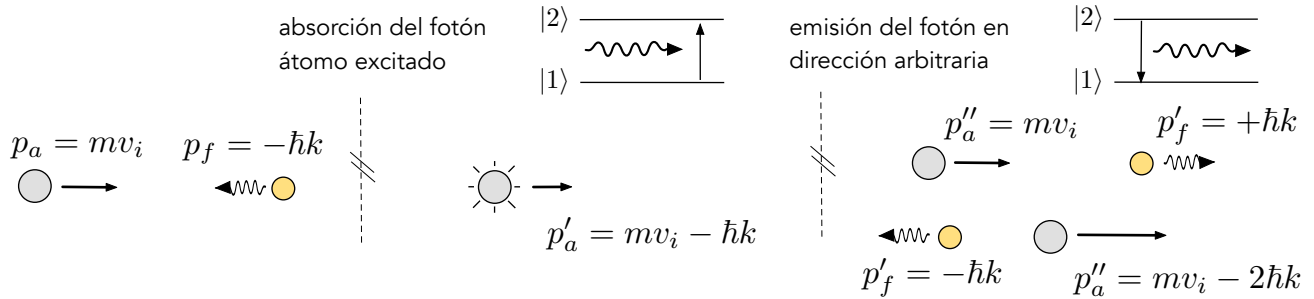 absorción del fotón
átomo excitado
|2⟩
|1⟩
emisión del fotón en
dirección arbitraria
|2⟩
|1⟩
p_a = mv_i
p_f = −ħk
p'_a = mv_i − ħk
p''_a = mv_i
p'_f = +ħk
p'_f = −ħk
p''_a = mv_i − 2ħk